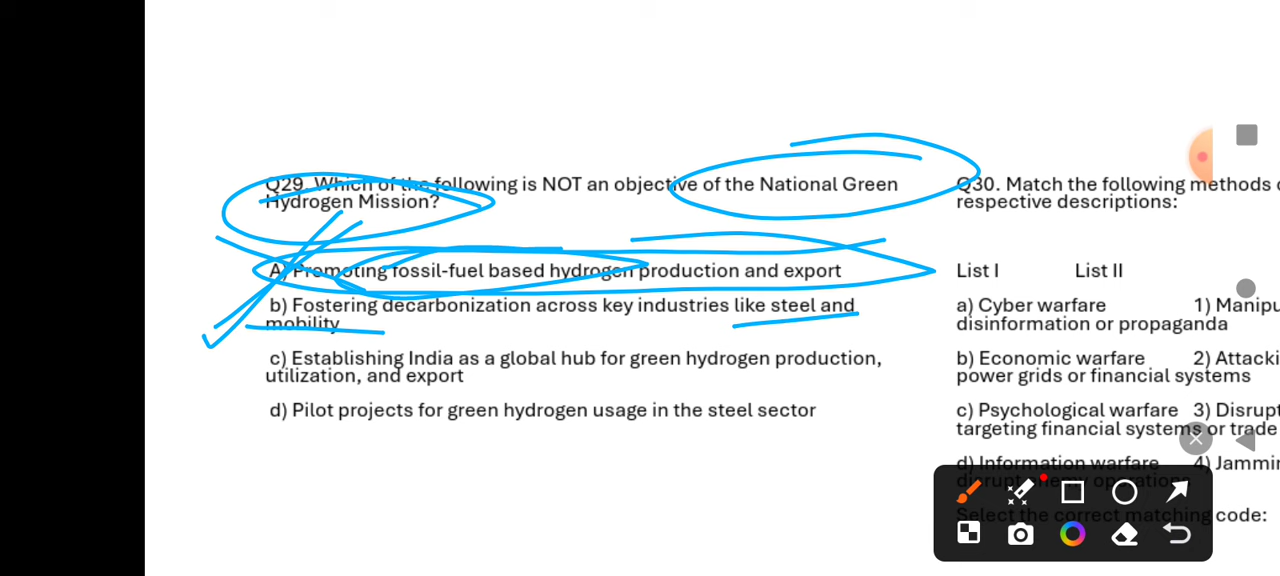 Q29. Which of the following is NOT an objective of the National Green
Hydrogen Mission?
A) Promoting fossil-fuel based hydrogen production and export
b) Fostering decarbonization across key industries like steel and
mobility
c) Establishing India as a global hub for green hydrogen production,
utilization, and export
d) Pilot projects for green hydrogen usage in the steel sector
Q30. Match the following methods
respective descriptions:
List I List II
a) Cyber warfare 1)
disinformation or propaganda
b) Economic warfare 2)
power grids or financial systems
c) Psychological warfare 3)
targeting financial systems or trade
d) Information warfare 4)
disrupt enemy operations
Select the correct matching code: